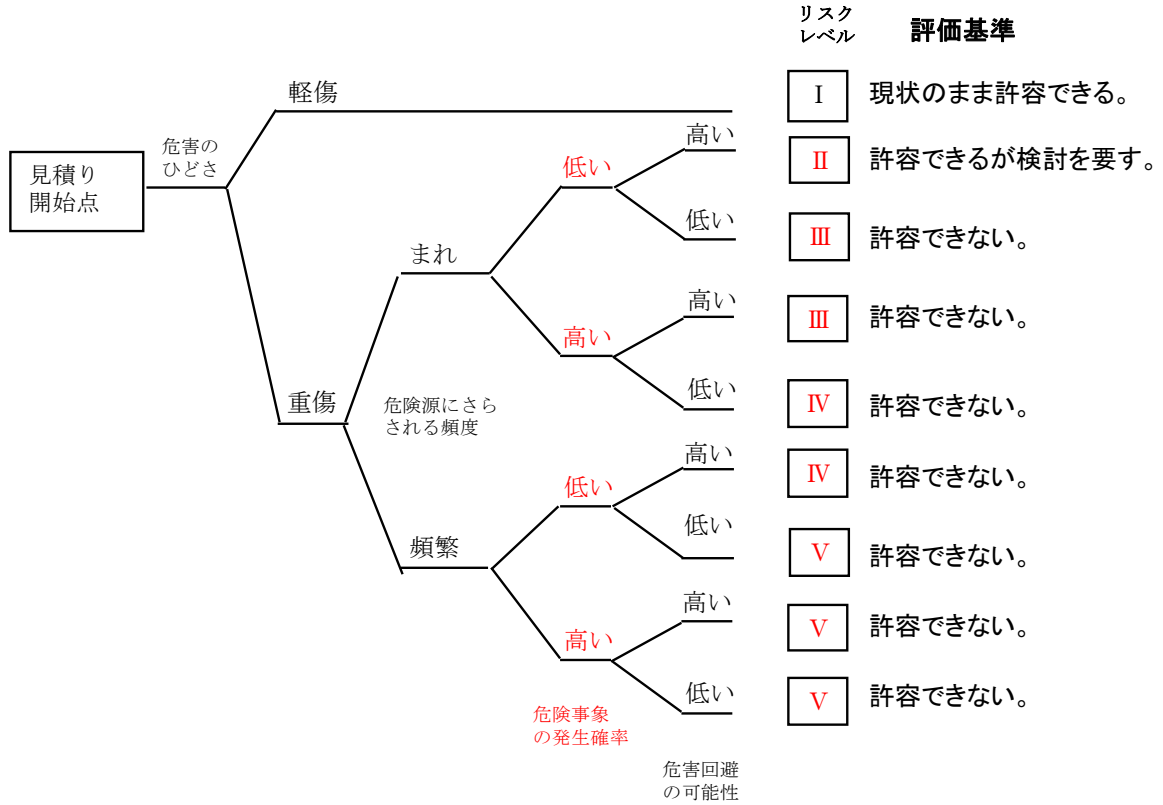 リスク
レベル
評価基準
軽傷
Ⅰ
現状のまま許容できる。
危害の
ひどさ
高い
低い
Ⅱ
許容できるが検討を要す。
見積り
開始点
低い
Ⅲ
許容できない。
まれ
高い
高い
Ⅲ
許容できない。
低い
Ⅳ
許容できない。
重傷
危険源にさら
される頻度
高い
低い
Ⅳ
許容できない。
低い
頻繁
Ⅴ
許容できない。
高い
高い
Ⅴ
許容できない。
低い
Ⅴ
許容できない。
危険事象
の発生確率
危害回避
の可能性